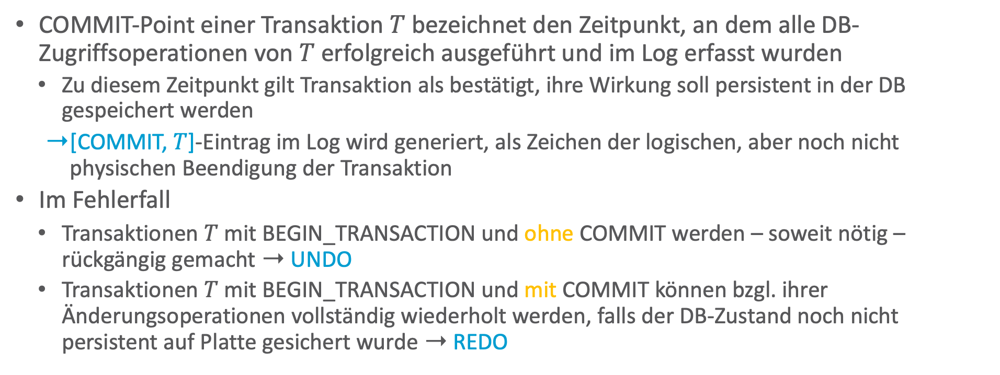 • COMMIT-Point einer Transaktion 𝑇 bezeichnet den Zeitpunkt, an dem alle DB-
Zugriffsoperationen von 𝑇 erfolgreich ausgeführt und im Log erfasst wurden
• Zu diesem Zeitpunkt gilt Transaktion als bestätigt, ihre Wirkung soll persistent in der DB
gespeichert werden
→[COMMIT, 𝑇]-Eintrag im Log wird generiert, als Zeichen der logischen, aber noch nicht
physischen Beendigung der Transaktion
• Im Fehlerfall
• Transaktionen 𝑇 mit BEGIN_TRANSACTION und ohne COMMIT werden – soweit nötig –
rückgängig gemacht → UNDO
• Transaktionen 𝑇 mit BEGIN_TRANSACTION und mit COMMIT können bzgl. ihrer
Änderungsoperationen vollständig wiederholt werden, falls der DB-Zustand noch nicht
persistent auf Platte gesichert wurde → REDO